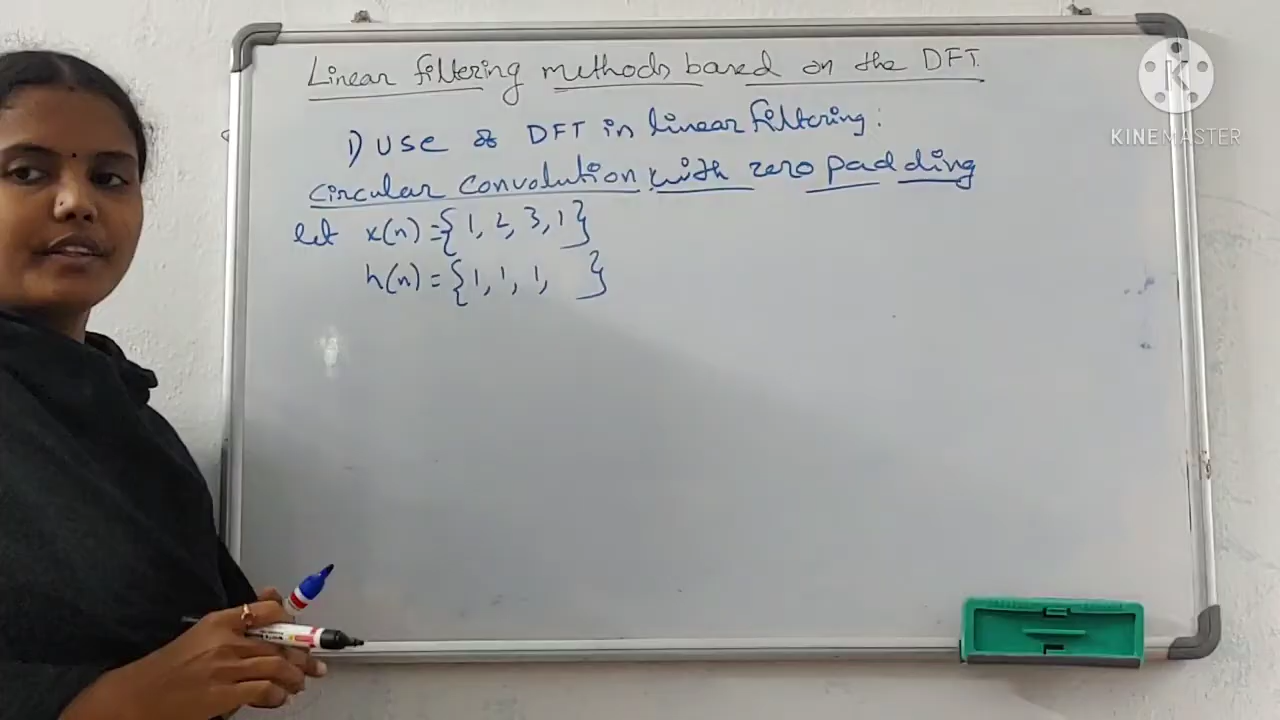 Linear filtering methods based on the DFT.
1) Use of DFT in linear filtering:
circular convolution with zero padding
let x(n) = {1, 2, 3, 1}
h(n) = {1, 1, 1, }
KINEMASTER